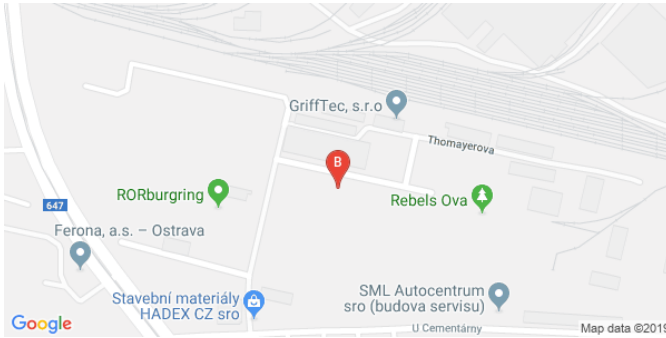 GriffTec, s.r.o
Thomayerova
B
RORburgring
Rebels Ova
647
Ferona, a.s. – Ostrava
Stavební materiály
HADEX CZ sro
SML Autocentrum
sro (budova servisu)
Google
U Cementárny
Map data ©2019